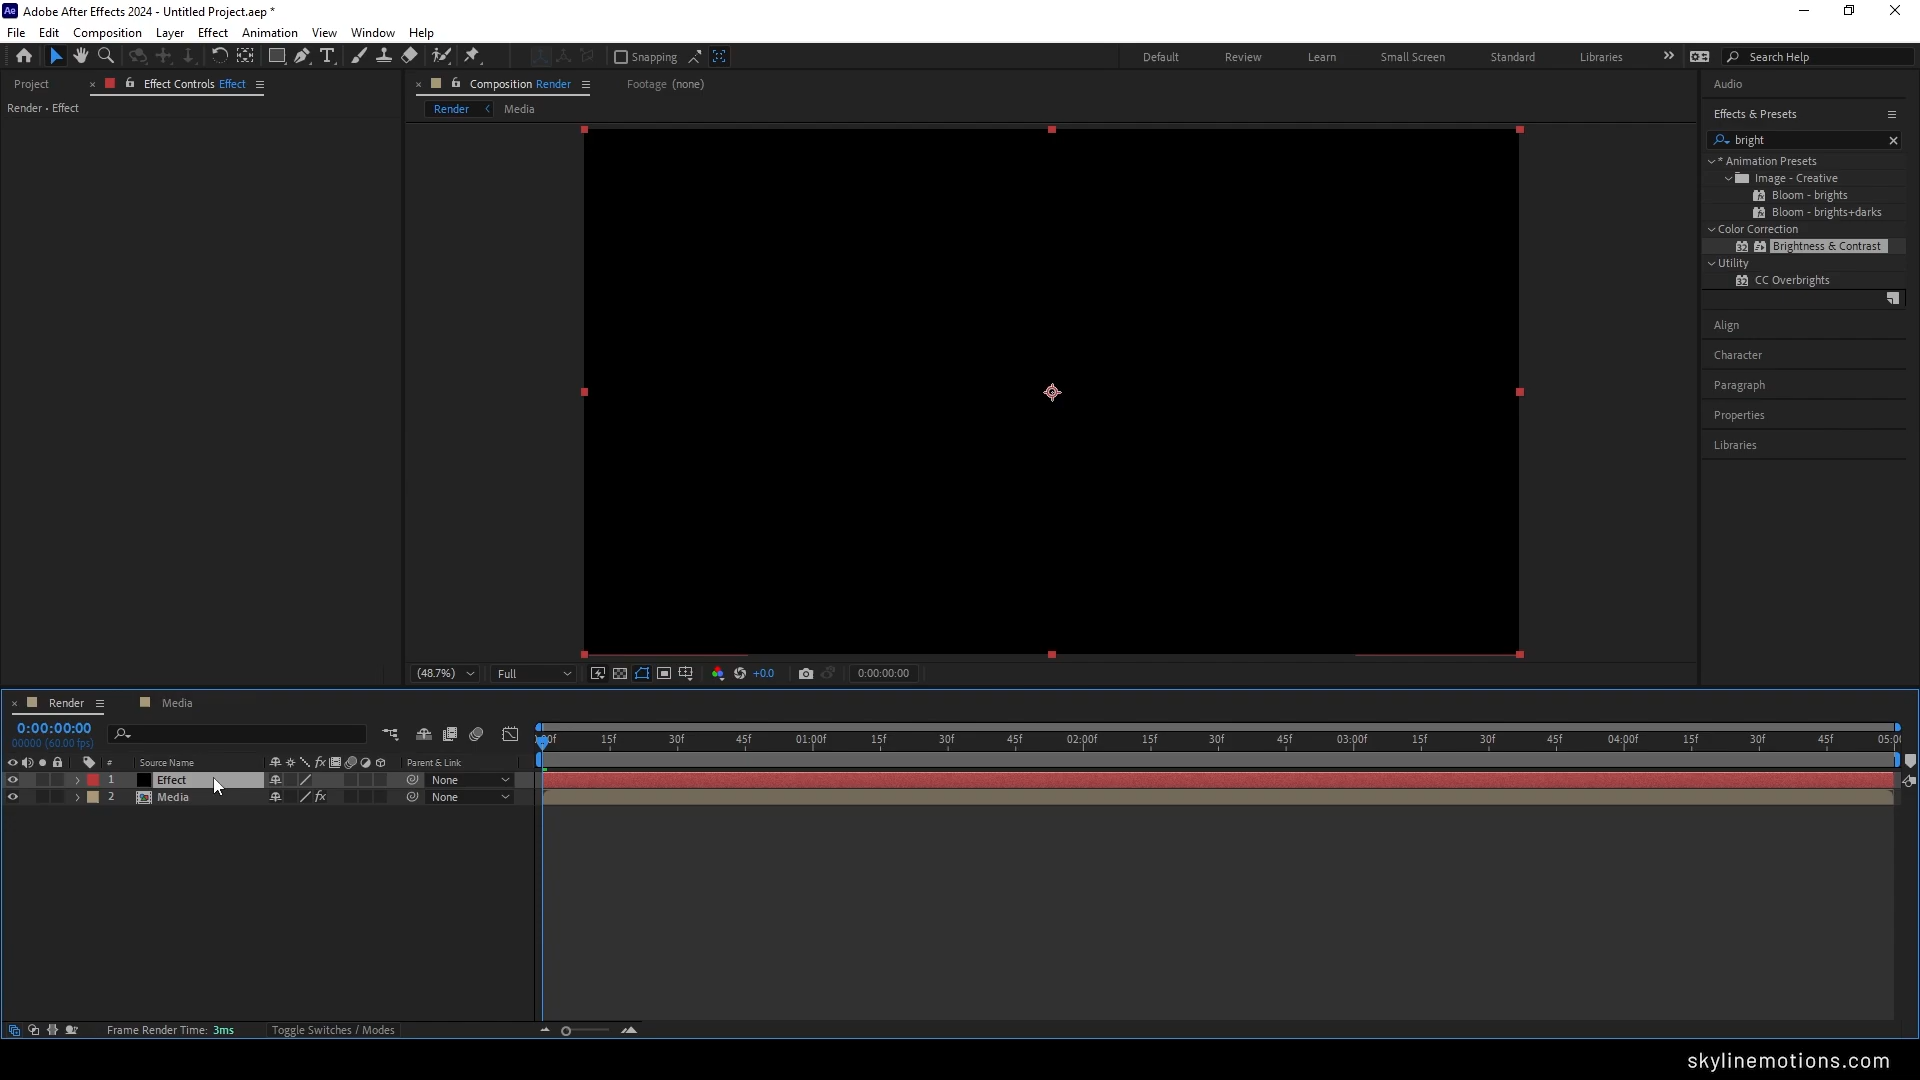 Ae Adobe After Effects 2024 - Untitled Project.aep *
File Edit Composition Layer Effect Animation View Window Help
Snapping
Default Review Learn Small Screen Standard Libraries Search Help
Project Effect Controls Effect
Render • Effect
Composition Render Footage (none)
Render Media
Audio
Effects & Presets
bright
* Animation Presets
Image - Creative
Bloom - brights
Bloom - brights+darks
Color Correction
32 Brightness & Contrast
Utility
32 CC Overbrights
Align
Character
Paragraph
Properties
Libraries
(48.7%) Full +0.0 0:00:00:00
Render Media
0:00:00:00
00000 (60.00 fps)
15f 30f 45f 01:00f 15f 30f 45f 02:00f 15f 30f 45f 03:00f 15f 30f 45f 04:00f 15f 30f 45f
# Source Name fx Parent & Link
1 Effect None
2 Media fx None
Frame Render Time: 3ms Toggle Switches / Modes
skylinemotions.com